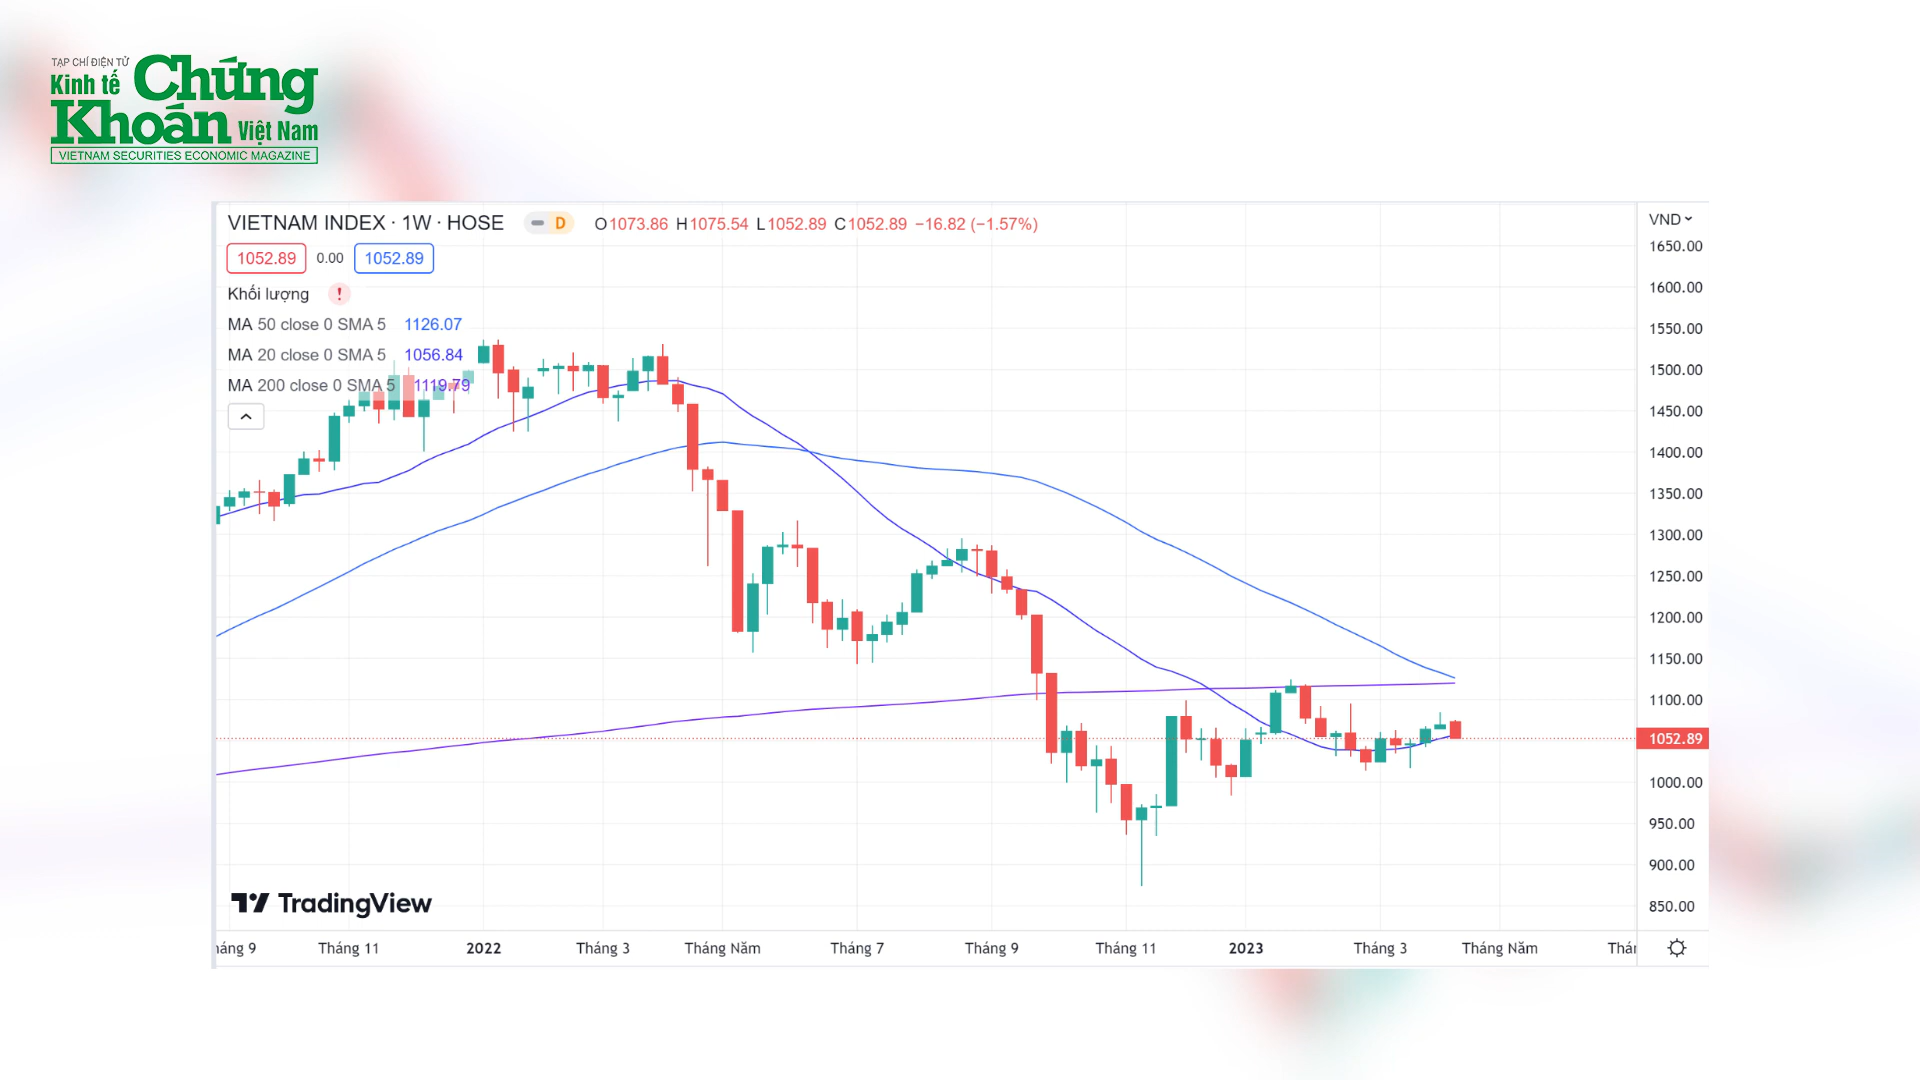 TẠP CHÍ ĐIỆN TỬ
Kinh tế Chứng
Khoán Việt Nam
VIETNAM SECURITIES ECONOMIC MAGAZINE
VIETNAM INDEX · 1W · HOSE D O1073.86 H1075.54 L1052.89 C1052.89 −16.82 (−1.57%)
VND
1052.89 0.00 1052.89
Khối lượng !
MA 50 close 0 SMA 5 1126.07
MA 20 close 0 SMA 5 1056.84
MA 200 close 0 SMA 5 1119.79
1650.00
1600.00
1550.00
1500.00
1450.00
1400.00
1350.00
1300.00
1250.00
1200.00
1150.00
1100.00
1052.89
1000.00
950.00
900.00
850.00
TradingView
háng 9 Tháng 11 2022 Tháng 3 Tháng Năm Tháng 7 Tháng 9 Tháng 11 2023 Tháng 3 Tháng Năm Thá